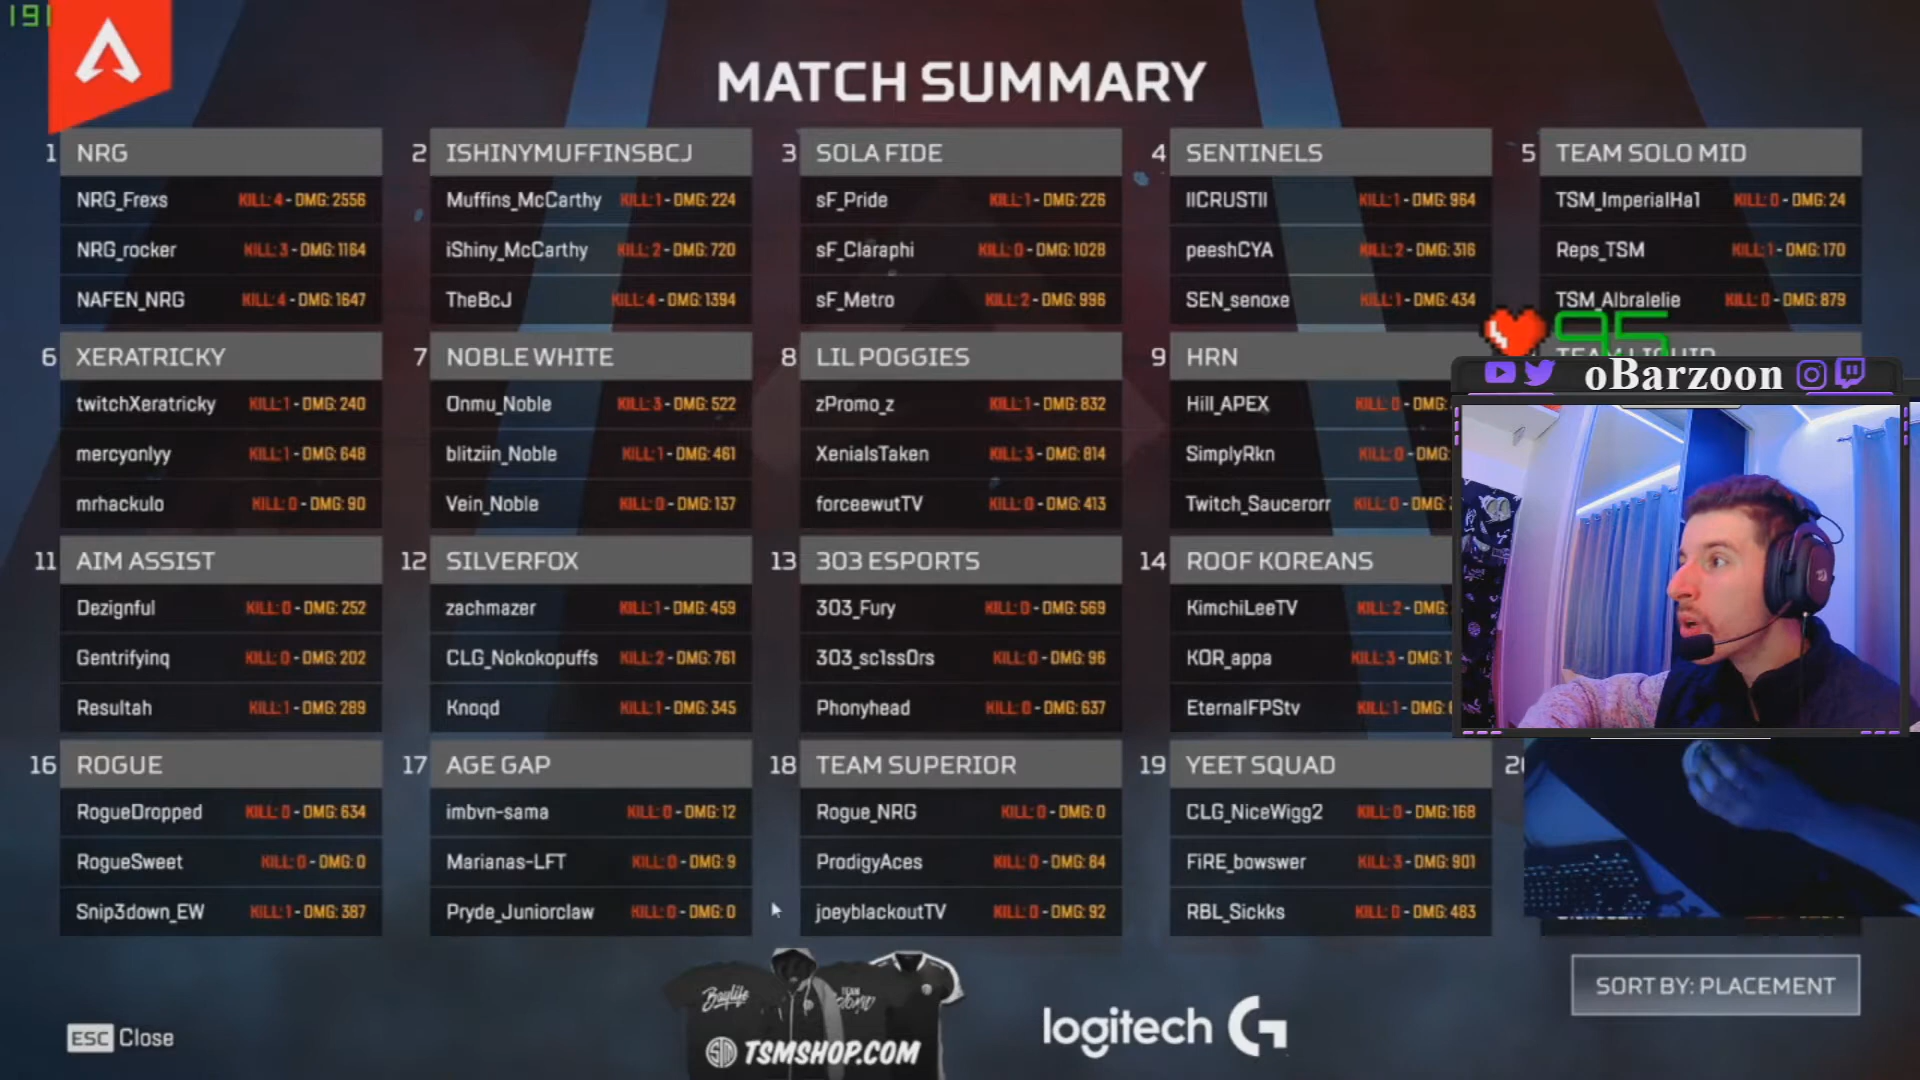 191
MATCH SUMMARY
1 NRG
NRG_Frexs KILL: 4 - DMG: 2556
NRG_rocker KILL: 3 - DMG: 1164
NAFEN_NRG KILL: 4 - DMG: 1647
2 ISHINYMUFFINSBCJ
Muffins_McCarthy KILL: 1 - DMG: 224
iShiny_McCarthy KILL: 2 - DMG: 720
TheBcJ KILL: 4 - DMG: 1394
3 SOLA FIDE
sF_Pride KILL: 1 - DMG: 226
sF_Claraphi KILL: 0 - DMG: 1028
sF_Metro KILL: 2 - DMG: 996
4 SENTINELS
IICRUSTII KILL: 1 - DMG: 964
peeshCYA KILL: 2 - DMG: 316
SEN_senoxe KILL: 1 - DMG: 434
5 TEAM SOLO MID
TSM_ImperialHal KILL: 0 - DMG: 24
Reps_TSM KILL: 1 - DMG: 170
TSM_Albralelie KILL: 0 - DMG: 879
95
6 XERATRICKY
twitchXeratricky KILL: 1 - DMG: 240
mercyonlyy KILL: 1 - DMG: 648
mrhackulo KILL: 0 - DMG: 90
7 NOBLE WHITE
Onmu_Noble KILL: 3 - DMG: 522
blitziin_Noble KILL: 1 - DMG: 461
Vein_Noble KILL: 0 - DMG: 137
8 LIL POGGIES
zPromo_z KILL: 1 - DMG: 832
XenialsTaken KILL: 3 - DMG: 814
forceewutTV KILL: 0 - DMG: 413
9 HRN
Hill_APEX KILL: 0 - DMG:
SimplyRkn KILL: 0 - DMG:
Twitch_Saucerorr KILL: 0 - DMG:
TEAM LIQUID
oBarzoon
11 AIM ASSIST
Dezignful KILL: 0 - DMG: 252
Gentrifyinq KILL: 0 - DMG: 202
Resultah KILL: 1 - DMG: 289
12 SILVERFOX
zachmazer KILL: 1 - DMG: 459
CLG_Nokokopuffs KILL: 2 - DMG: 761
Knoqd KILL: 1 - DMG: 345
13 303 ESPORTS
303_Fury KILL: 0 - DMG: 569
303_sc1ss0rs KILL: 0 - DMG: 96
Phonyhead KILL: 0 - DMG: 637
14 ROOF KOREANS
KimchiLeeTV KILL: 2 - DMG:
KOR_appa KILL: 3 - DMG:
EternalFPStv KILL: 1 - DMG:
16 ROGUE
RogueDropped KILL: 0 - DMG: 634
RogueSweet KILL: 0 - DMG: 0
Snip3down_EW KILL: 1 - DMG: 387
17 AGE GAP
imbvn-sama KILL: 0 - DMG: 12
Marianas-LFT KILL: 0 - DMG: 9
Pryde_Juniorclaw KILL: 0 - DMG: 0
18 TEAM SUPERIOR
Rogue_NRG KILL: 0 - DMG: 0
ProdigyAces KILL: 0 - DMG: 84
joeyblackoutTV KILL: 0 - DMG: 92
19 YEET SQUAD
CLG_NiceWigg2 KILL: 0 - DMG: 168
FiRE_bowswer KILL: 3 - DMG: 901
RBL_Sickks KILL: 0 - DMG: 483
SORT BY: PLACEMENT
ESC Close
Baylife
TSMSHOP.COM
logitech G